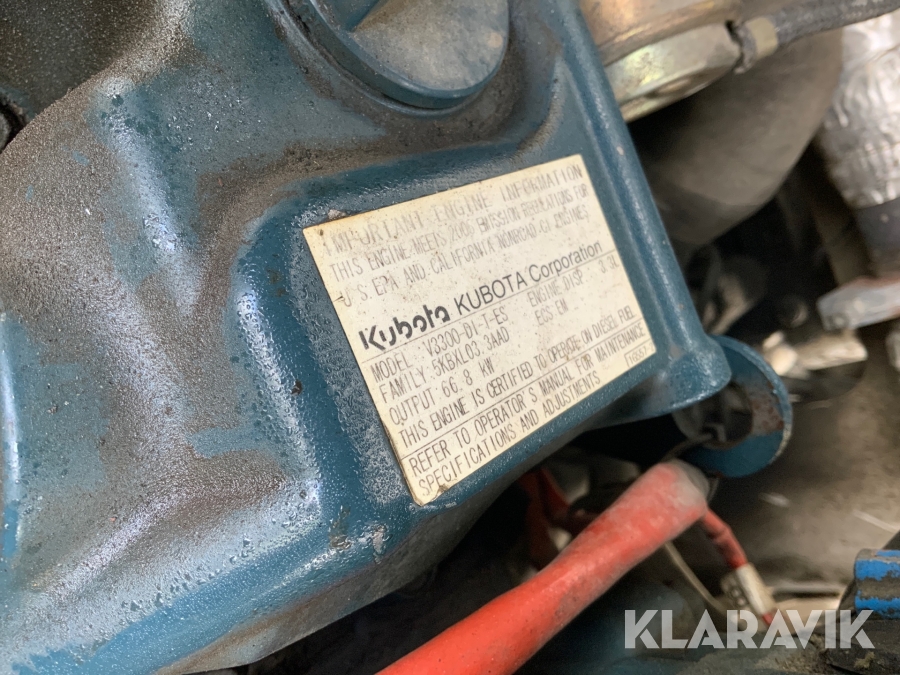 IMPORTANT ENGINE INFORMATION
THIS ENGINE MEETS 2005 EMISSION REGULATIONS FOR
U.S. EPA AND CALIFORNIA NONROAD CI ENGINES
Kubota KUBOTA Corporation
MODEL V3300-DI-T-ES ENGINE DISP 3.3L
FAMILY 5KBXL03.3AAD ECS EM
OUTPUT 66.8 kW
THIS ENGINE IS CERTIFIED TO OPERATE ON DIESEL FUEL
REFER TO OPERATOR'S MANUAL FOR MAINTENANCE
SPECIFICATIONS AND ADJUSTMENTS
KLARAVIK